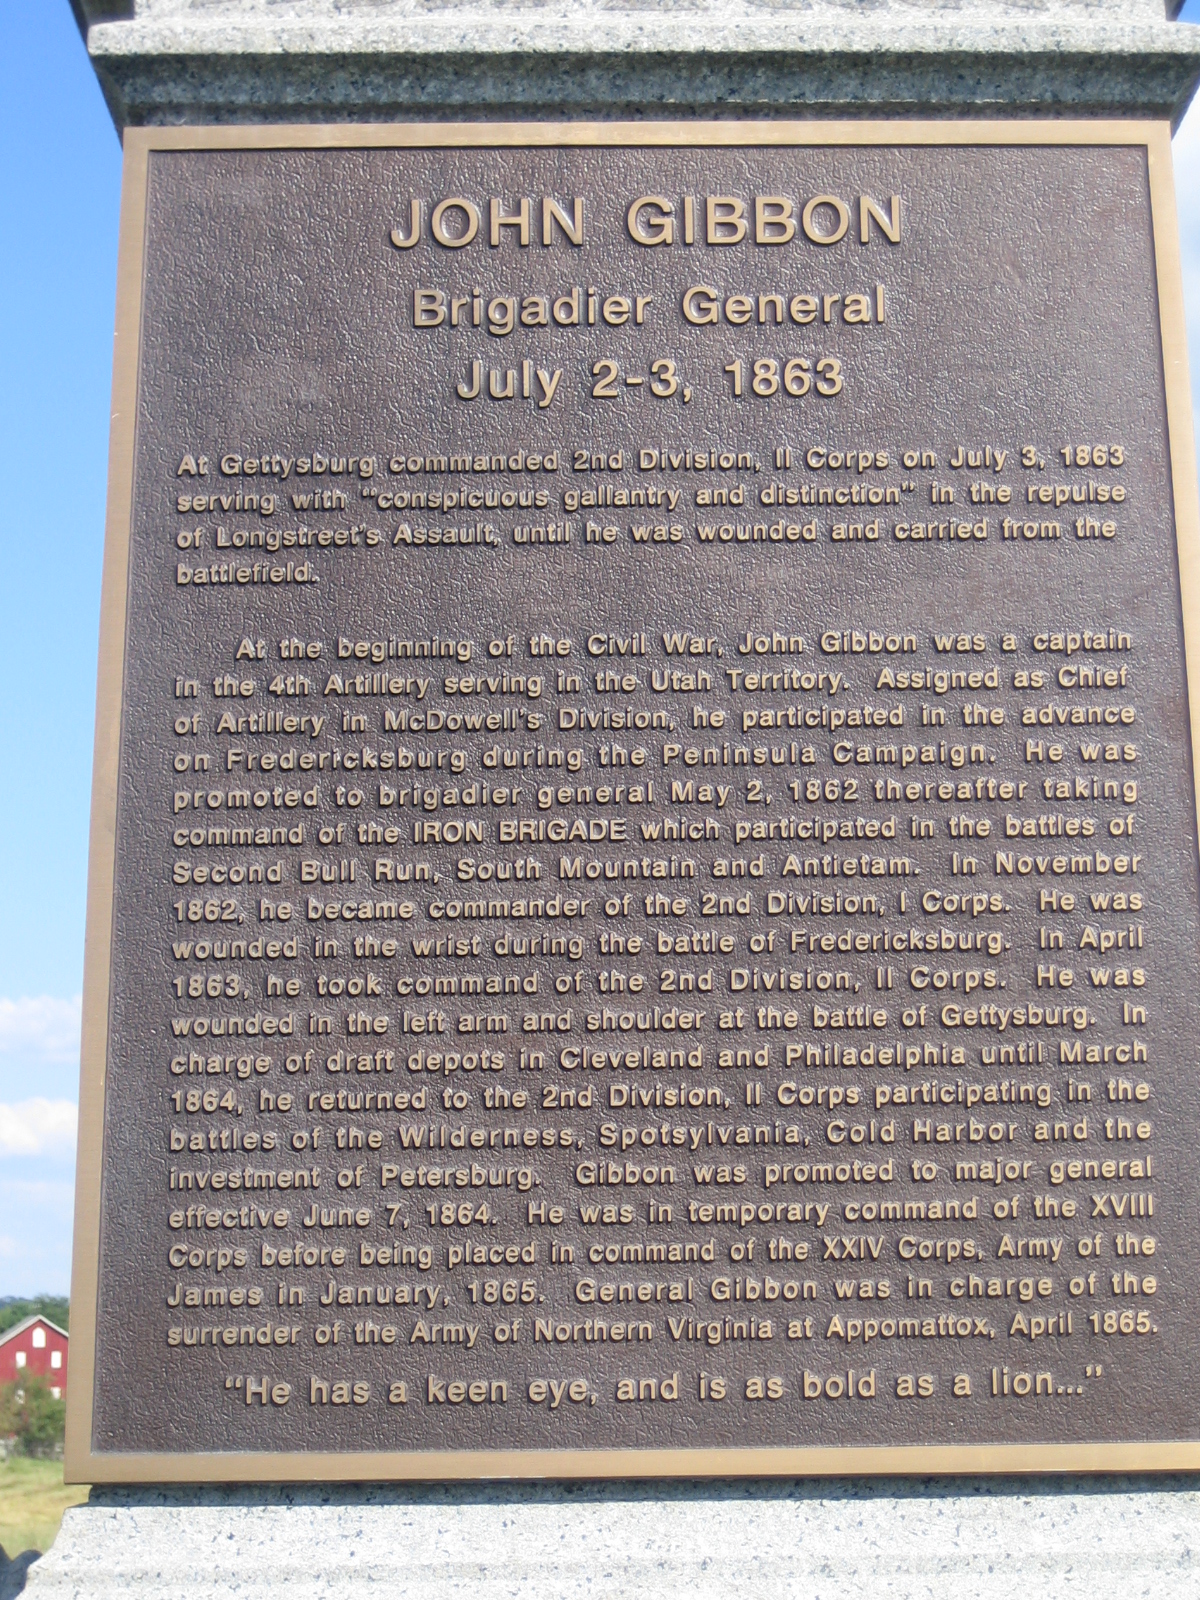 JOHN GIBBON
Brigadier General
July 2-3, 1863
At Gettysburg commanded 2nd Division, II Corps on July 3, 1863
serving with "conspicuous gallantry and distinction" in the repulse
of Longstreet's Assault, until he was wounded and carried from the
battlefield.
At the beginning of the Civil War, John Gibbon was a captain
in the 4th Artillery serving in the Utah Territory. Assigned as Chief
of Artillery in McDowell's Division, he participated in the advance
on Fredericksburg during the Peninsula Campaign. He was
promoted to brigadier general May 2, 1862 thereafter taking
command of the IRON BRIGADE which participated in the battles of
Second Bull Run, South Mountain and Antietam. In November
1862, he became commander of the 2nd Division, I Corps. He was
wounded in the wrist during the battle of Fredericksburg. In April
1863, he took command of the 2nd Division, II Corps. He was
wounded in the left arm and shoulder at the battle of Gettysburg. In
charge of draft depots in Cleveland and Philadelphia until March
1864, he returned to the 2nd Division, II Corps participating in the
battles of the Wilderness, Spotsylvania, Cold Harbor and the
investment of Petersburg. Gibbon was promoted to major general
effective June 7, 1864. He was in temporary command of the XVIII
Corps before being placed in command of the XXIV Corps, Army of the
James in January, 1865. General Gibbon was in charge of the
surrender of the Army of Northern Virginia at Appomattox, April 1865.
"He has a keen eye, and is as bold as a lion..."